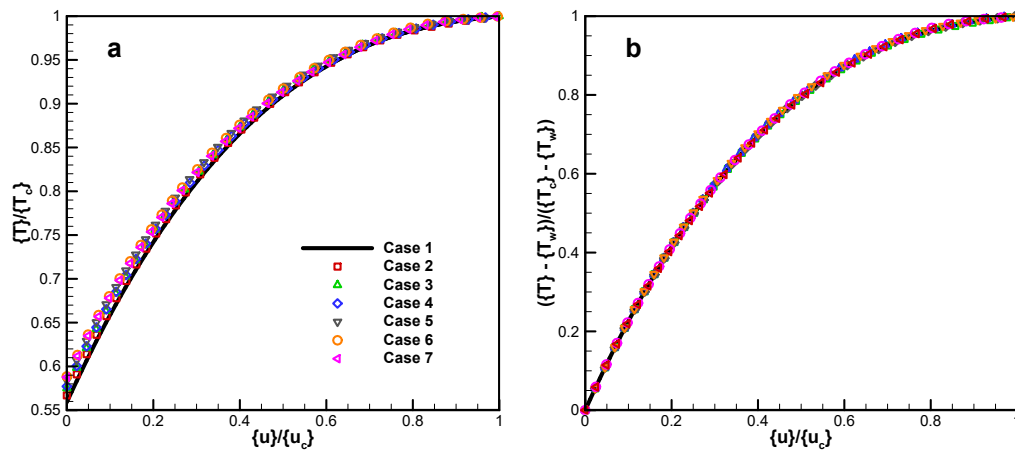 a
{T}/{T_c}
1
0.95
0.9
0.85
0.8
0.75
0.7
0.65
0.6
0.55
0
0.2
0.4
0.6
0.8
1
{u}/{u_c}
Case 1
Case 2
Case 3
Case 4
Case 5
Case 6
Case 7
b
({T} - {T_w})/({T_c} - {T_w})
1
0.8
0.6
0.4
0.2
0
0
0.2
0.4
0.6
0.8
1
{u}/{u_c}